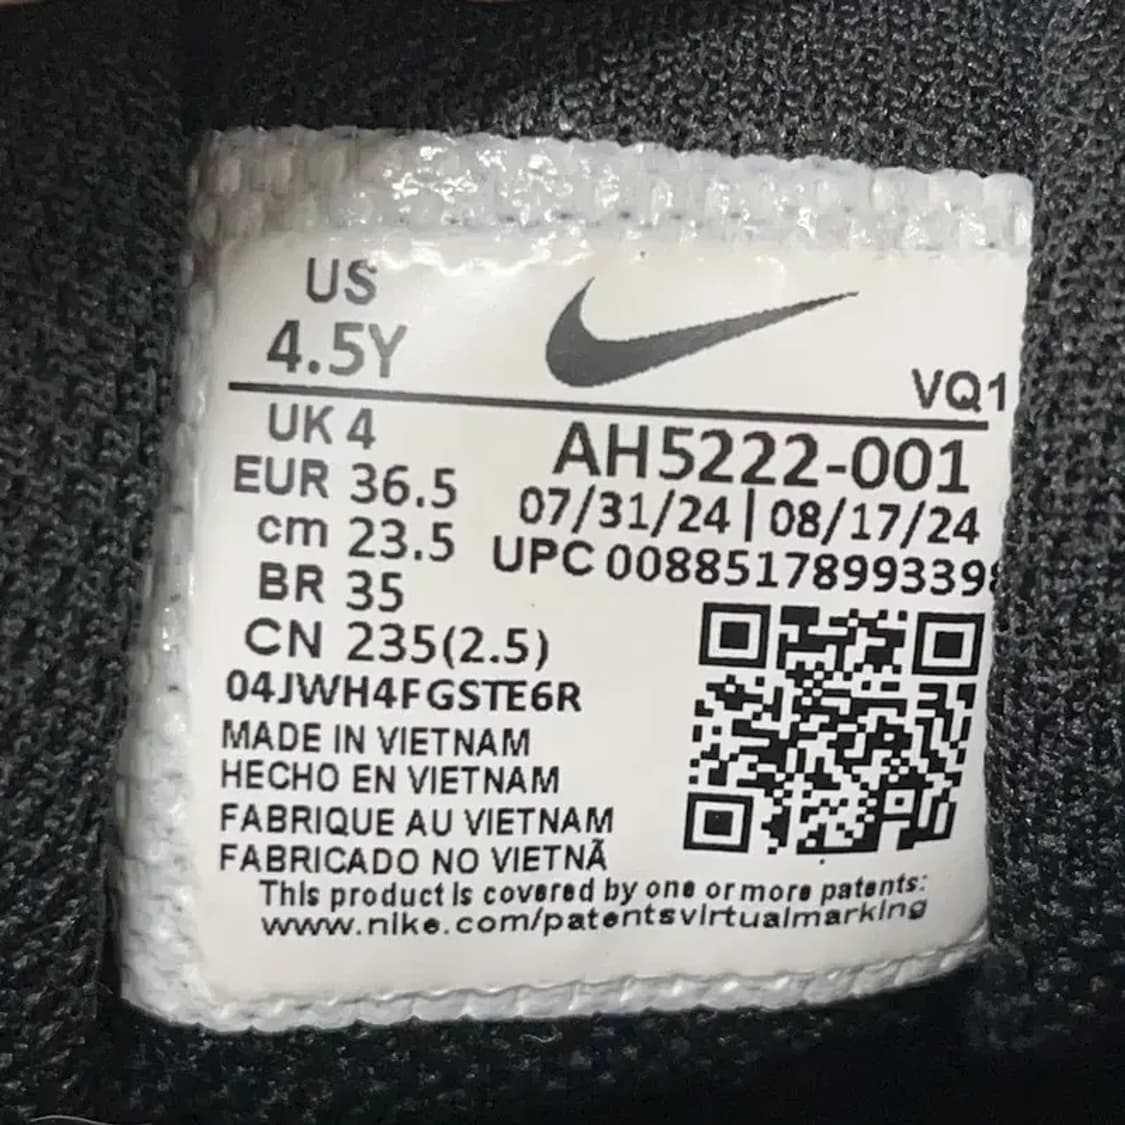 US
4.5Y
VQ1
UK 4
AH5222-001
EUR 36.5
07/31/24 | 08/17/24
cm 23.5
UPC 0088517899339
BR 35
CN 235(2.5)
04JWH4FGSTE6R
MADE IN VIETNAM
HECHO EN VIETNAM
FABRIQUE AU VIETNAM
FABRICADO NO VIETNÃ
This product is covered by one or more patents:
www.nike.com/patentsvirtualmarking